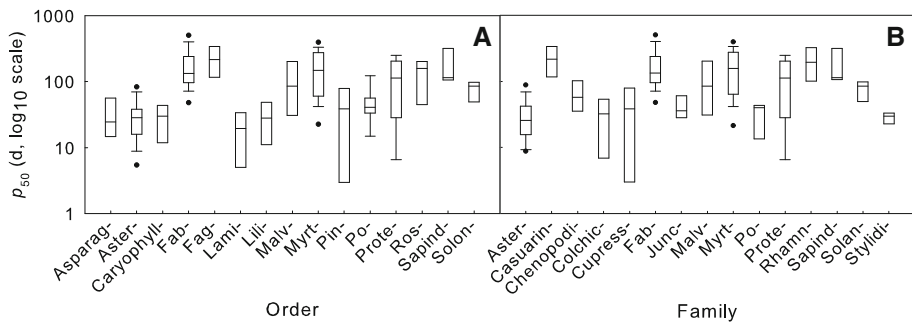 A
B
p50 (d, log10 scale)
1000
100
10
1
Asparag-
Aster-
Caryophyll-
Fab-
Fag-
Lami-
Lili-
Malv-
Myrt-
Pin-
Po-
Prote-
Ros-
Sapind-
Solon-
Order
Aster-
Casuarin-
Chenopodi-
Colchic-
Cupress-
Fab-
Junc-
Malv-
Myrt-
Po-
Prote-
Rhamn-
Sapind-
Solan-
Stylidi-
Family